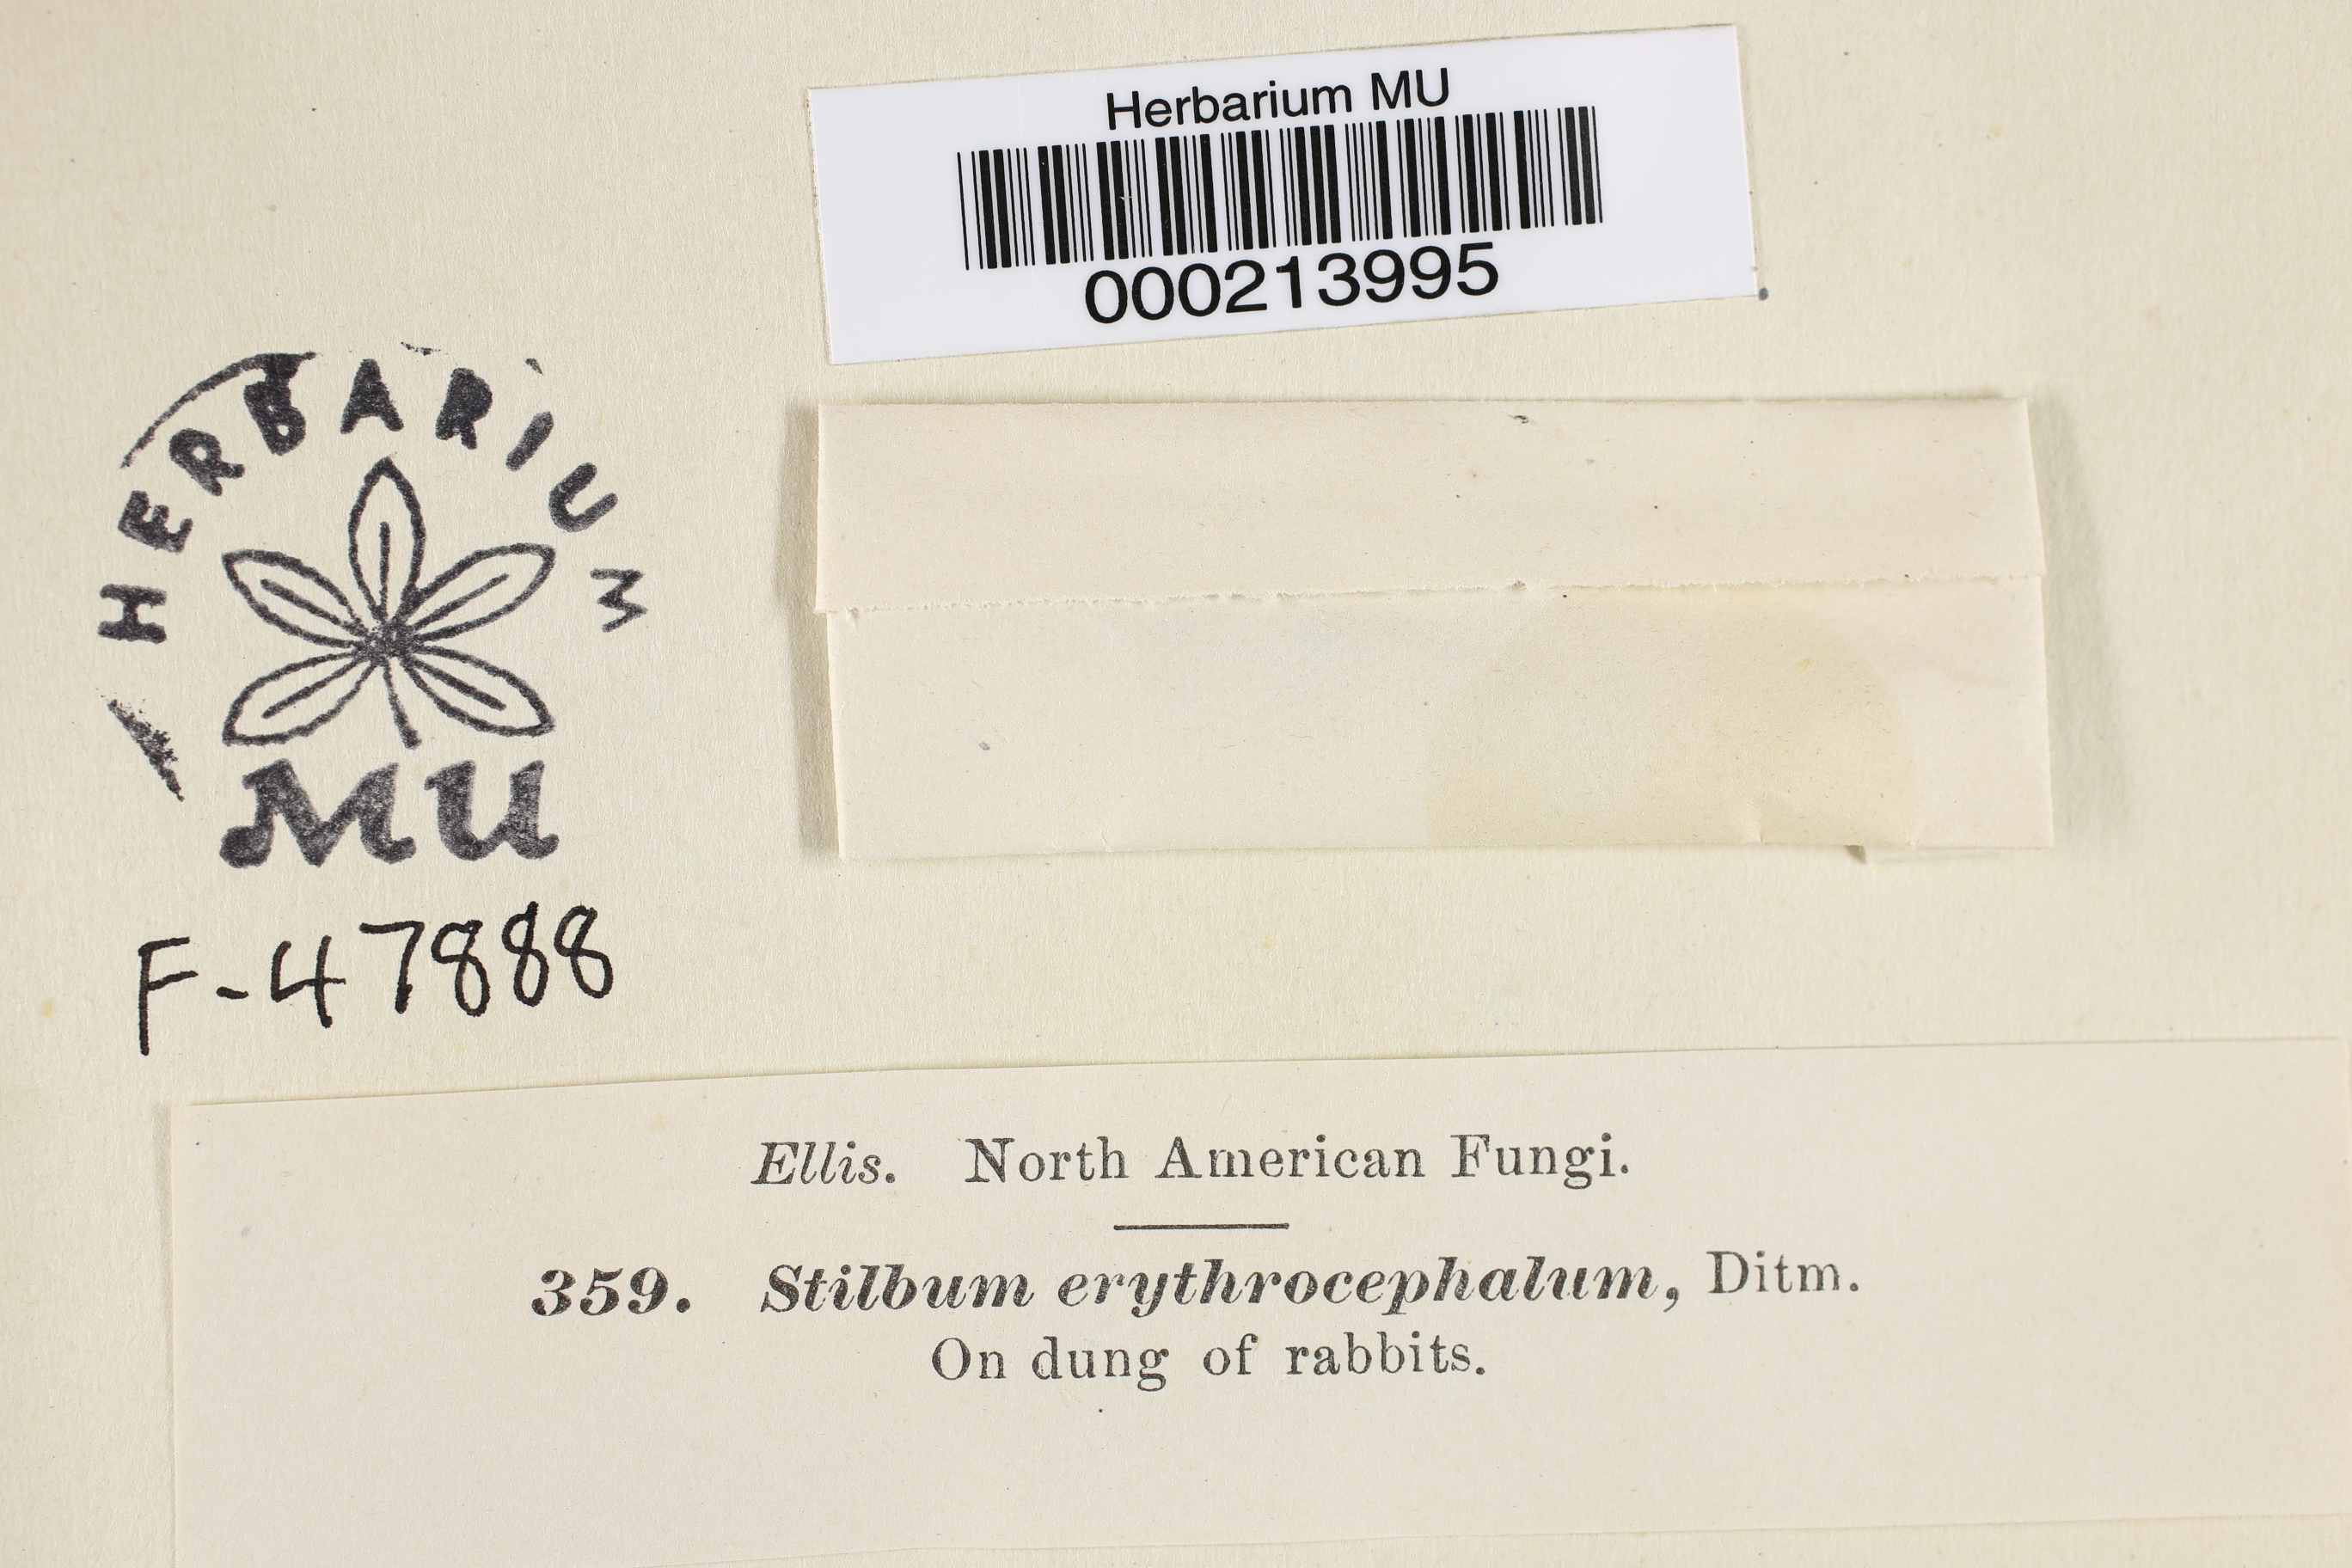 Herbarium MU
000213995
HERBARIUM
MU
F-47888
Ellis. North American Fungi.
359. Stilbum erythrocephalum, Ditm.
On dung of rabbits.